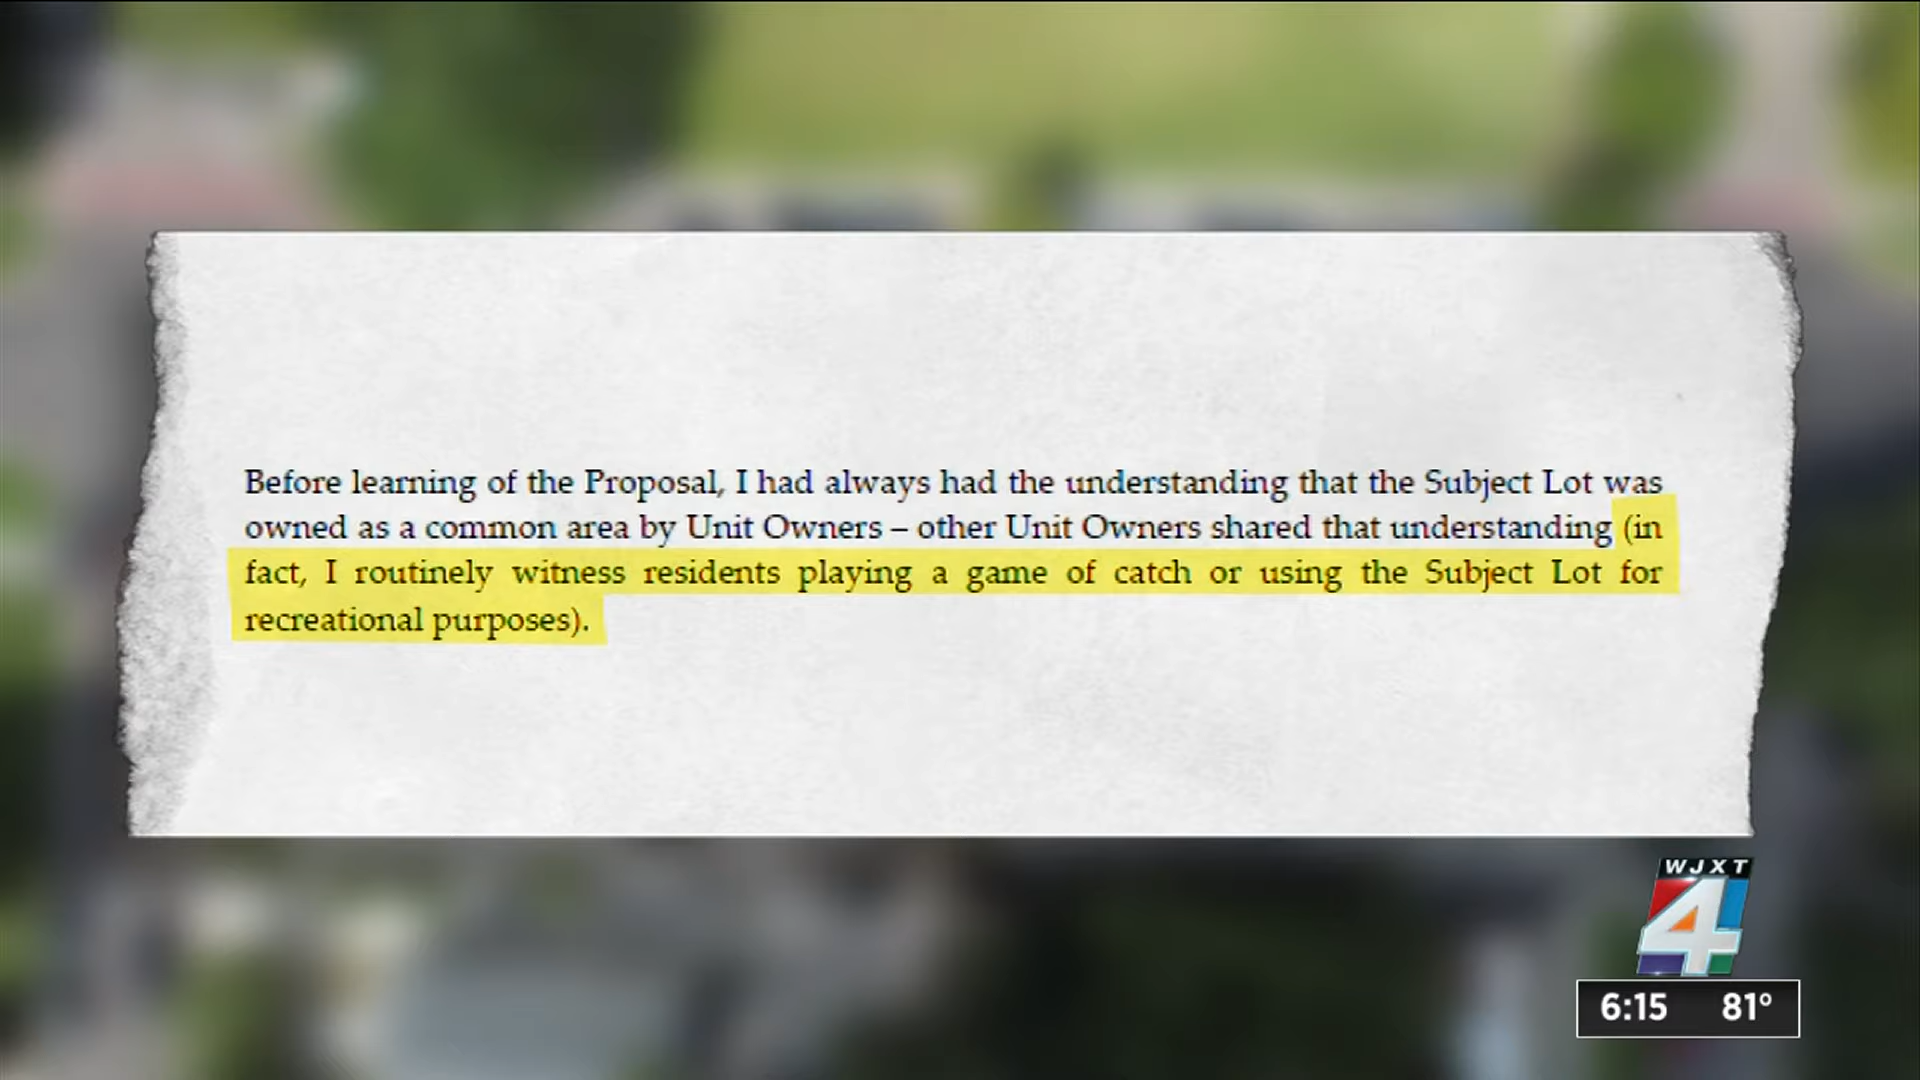 Before learning of the Proposal, I had always had the understanding that the Subject Lot was
owned as a common area by Unit Owners – other Unit Owners shared that understanding (in
fact, I routinely witness residents playing a game of catch or using the Subject Lot for
recreational purposes).
WJXT
4
6:15 81°